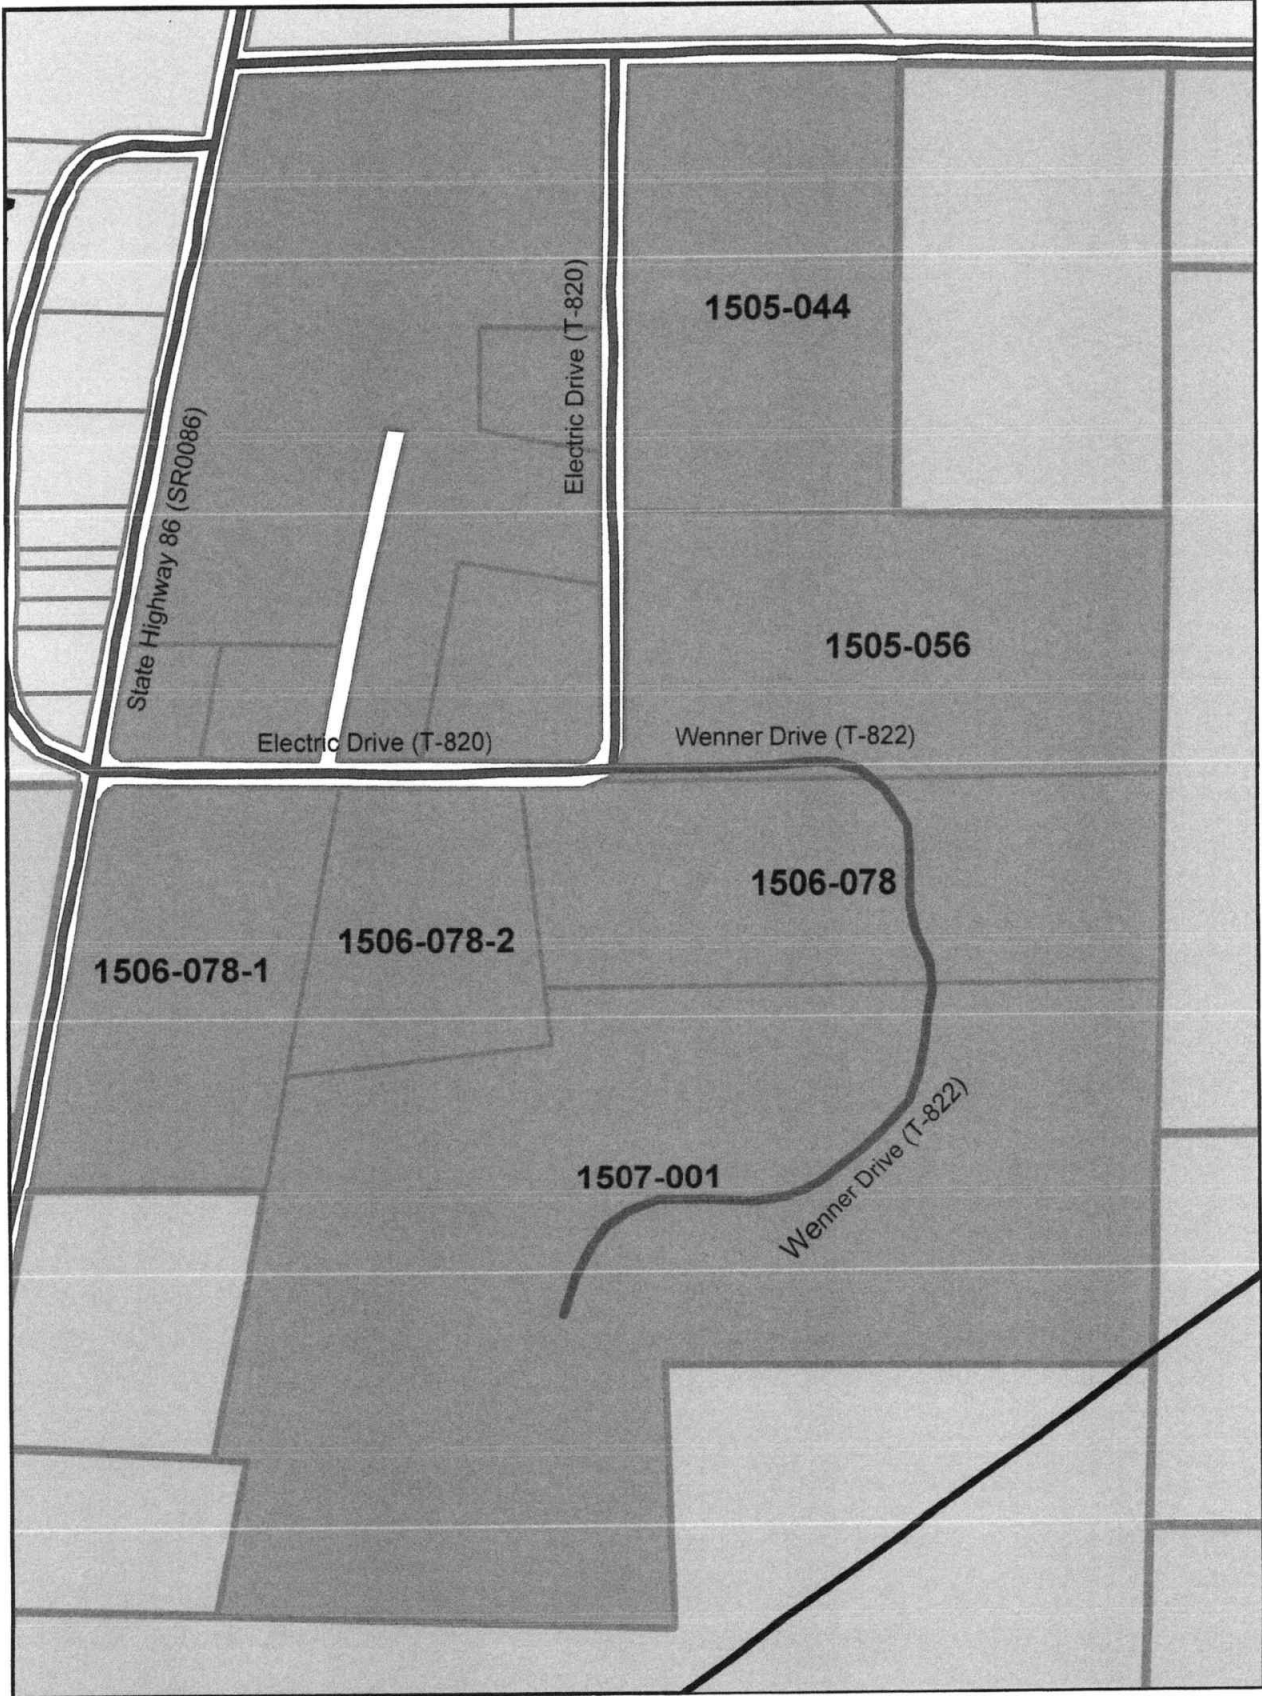 1505-044
Electric Drive (T-820)
State Highway 86 (SR0086)
1505-056
Wenner Drive (T-822)
Electric Drive (T-820)
1506-078
1506-078-2
1506-078-1
1507-001
Wenner Drive (T-822)